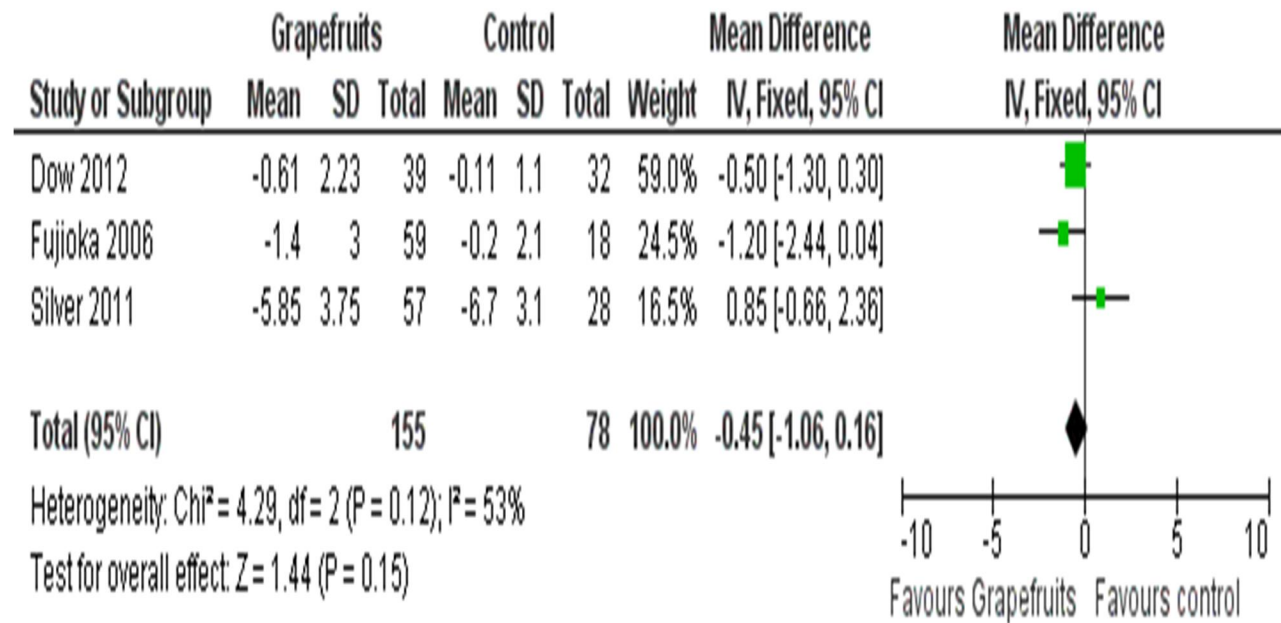 Grapefruits Control Mean Difference Mean Difference
Study or Subgroup Mean SD Total Mean SD Total Weight IV, Fixed, 95% CI IV, Fixed, 95% CI
Dow 2012 -0.61 2.23 39 -0.11 1.1 32 59.0% -0.50 [-1.30, 0.30]
Fujioka 2006 -1.4 3 59 -0.2 2.1 18 24.5% -1.20 [-2.44, 0.04]
Silver 2011 -5.85 3.75 57 -6.7 3.1 28 16.5% 0.85 [-0.66, 2.36]
Total (95% CI) 155 78 100.0% -0.45 [-1.06, 0.16]
Heterogeneity: Chi² = 4.29, df = 2 (P = 0.12); I² = 53%
Test for overall effect: Z = 1.44 (P = 0.15)
-10 -5 0 5 10
Favours Grapefruits Favours control